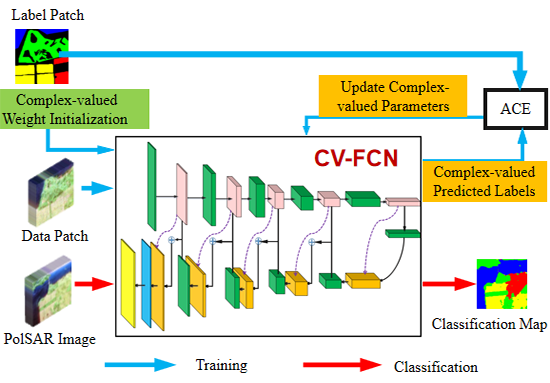 Label Patch
Complex-valued
Weight Initialization
Update Complex-
valued Parameters
ACE
CV-FCN
Complex-valued
Predicted Labels
Data Patch
PolSAR Image
Classification Map
Training
Classification